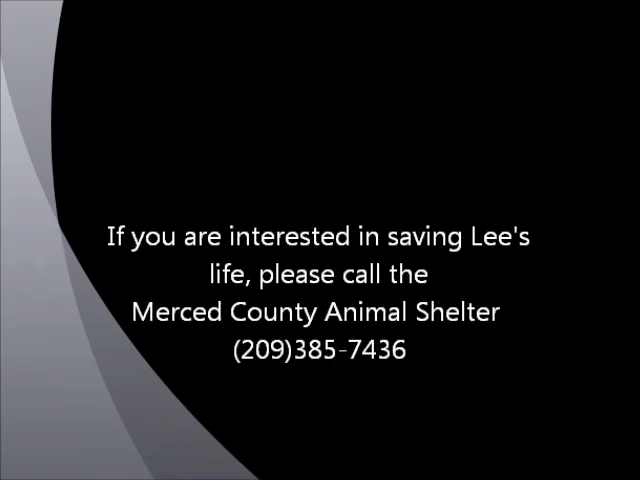 If you are interested in saving Lee's
life, please call the
Merced County Animal Shelter
(209)385-7436